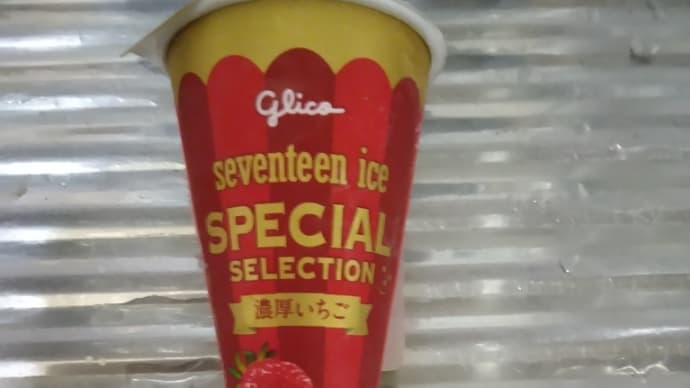 Glico
seventeen ice
SPECIAL
SELECTION
濃厚いちご